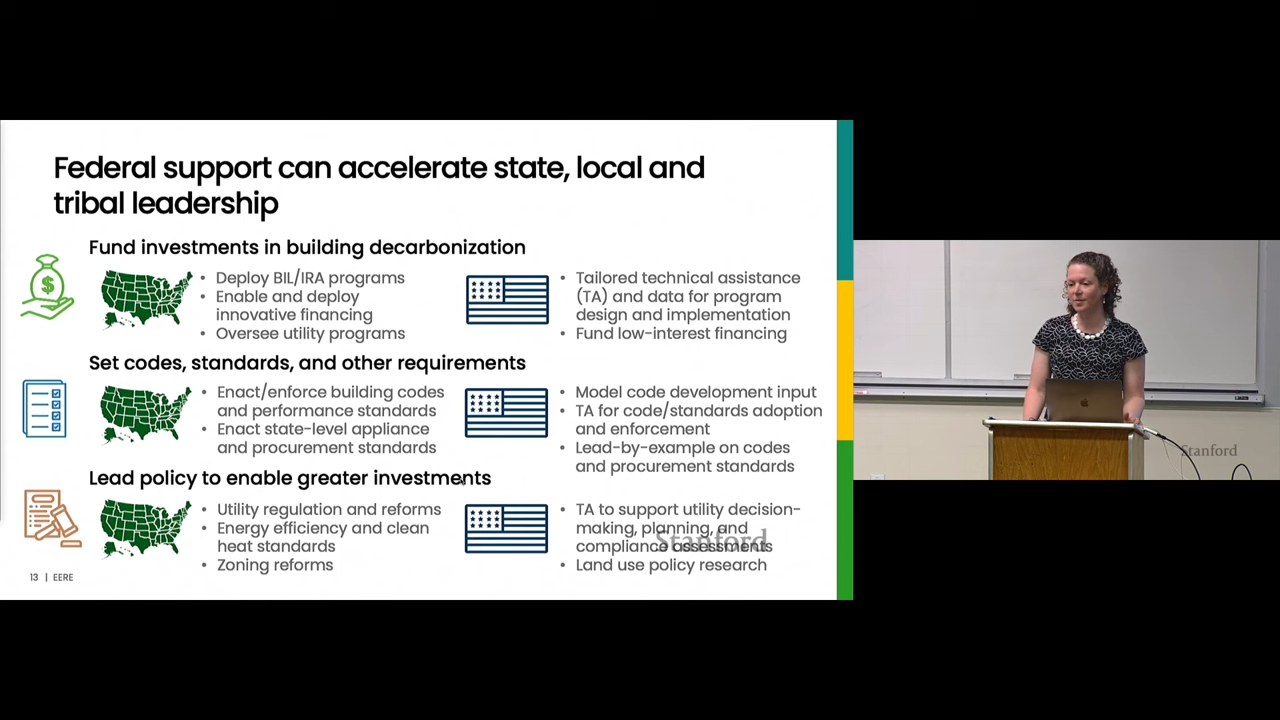 Federal support can accelerate state, local and
tribal leadership
Fund investments in building decarbonization
$
• Deploy BIL/IRA programs
• Enable and deploy
innovative financing
• Oversee utility programs
• Tailored technical assistance
(TA) and data for program
design and implementation
• Fund low-interest financing
Set codes, standards, and other requirements
• Enact/enforce building codes
and performance standards
• Enact state-level appliance
and procurement standards
• Model code development input
• TA for code/standards adoption
and enforcement
• Lead-by-example on codes
and procurement standards
Lead policy to enable greater investments
• Utility regulation and reforms
• Energy efficiency and clean
heat standards
• Zoning reforms
• TA to support utility decision-
making, planning, and
compliance assessments
• Land use policy research
Stanford
13 | EERE
Stanford